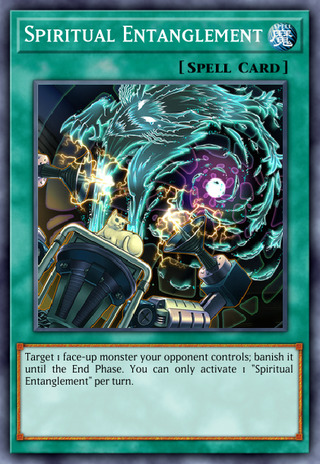 Spiritual Entanglement 魔
[Spell Card]
Target 1 face-up monster your opponent controls; banish it
until the End Phase. You can only activate 1 "Spiritual
Entanglement" per turn.